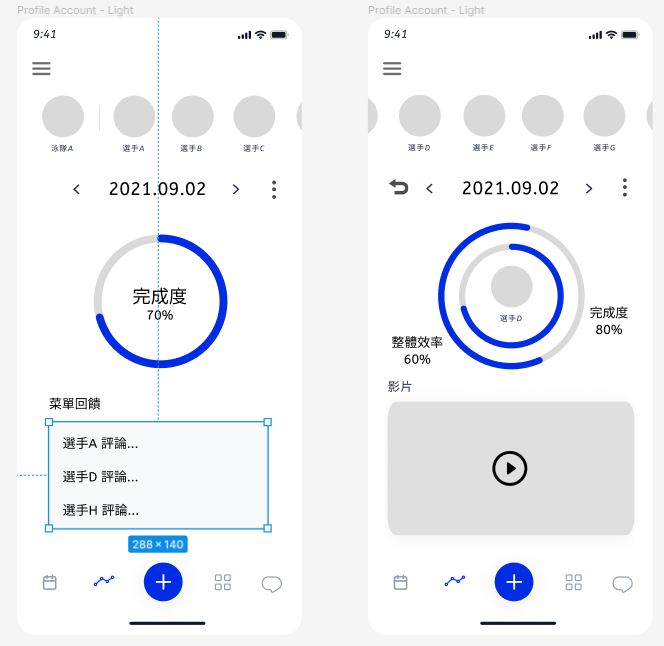 Profile Account - Light
9:41
泳隊A
選手A
選手B
選手C
2021.09.02
完成度
70%
菜單回饋
選手A 評論...
選手D 評論...
選手H 評論...
288 × 140
Profile Account - Light
9:41
選手D
選手E
選手F
選手G
2021.09.02
選手D
完成度
80%
整體效率
60%
影片